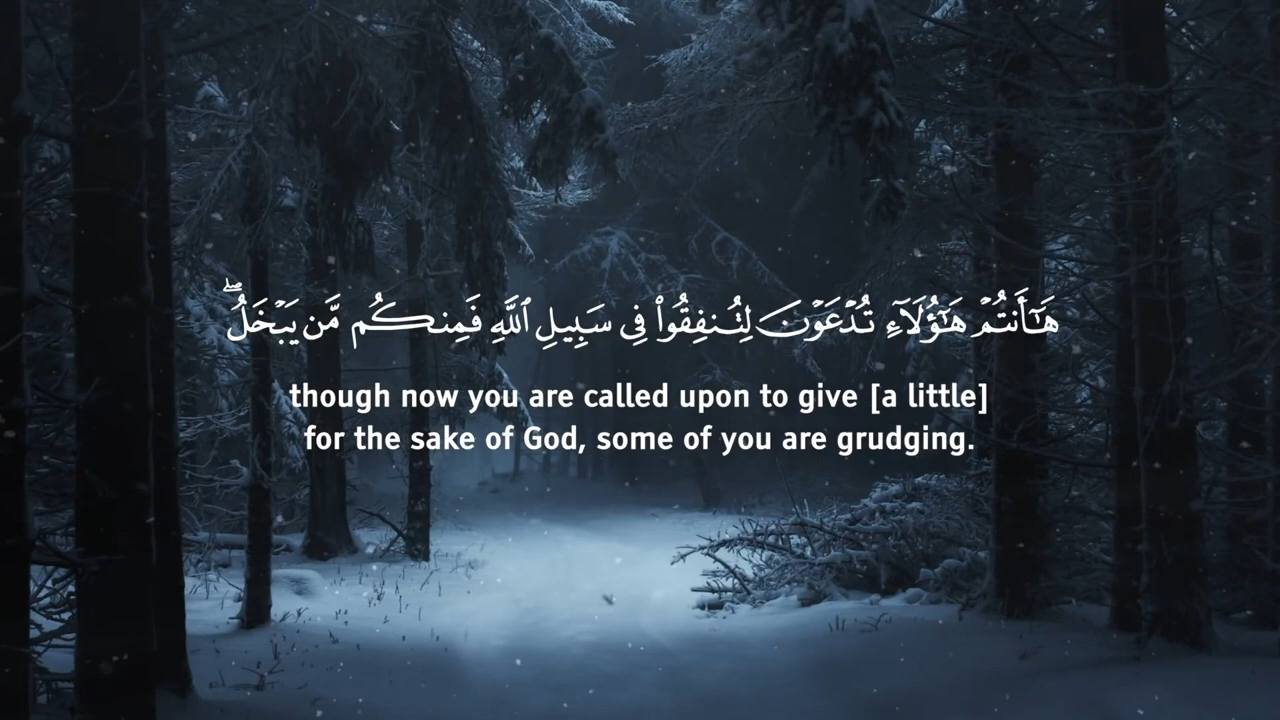 هَـٰٓأَنتُمْ هَـٰٓؤُلَآءِ تُدْعَوْنَ لِتُنفِقُوا۟ فِى سَبِيلِ ٱللَّهِ فَمِنكُم مَّن يَبْخَلُ ۖ
though now you are called upon to give [a little]
for the sake of God, some of you are grudging.